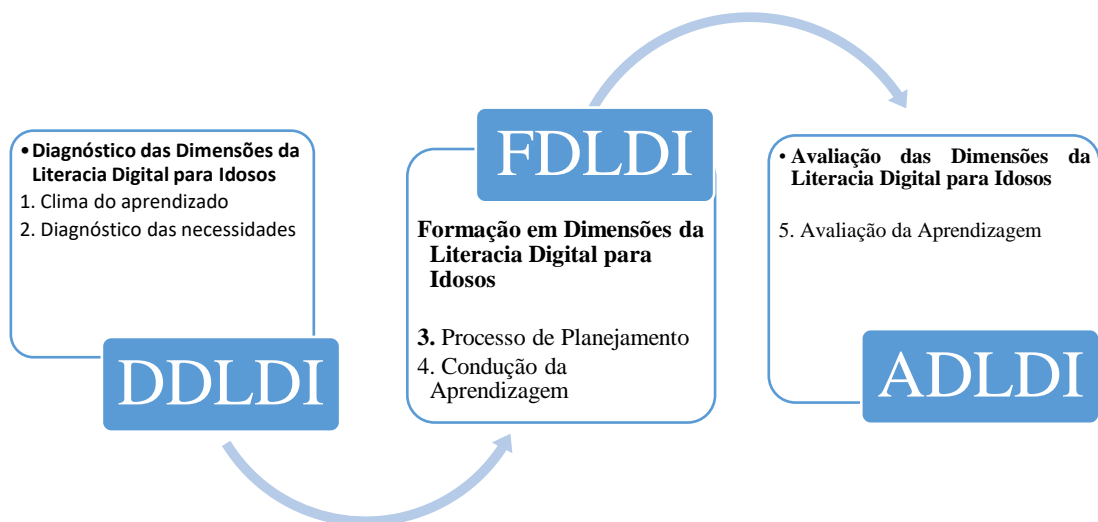 • Diagnóstico das Dimensões da
Literacia Digital para Idosos
1. Clima do aprendizado
2. Diagnóstico das necessidades
DDLDI
FDLDI
Formação em Dimensões da
Literacia Digital para
Idosos
3. Processo de Planejamento
4. Condução da
Aprendizagem
• Avaliação das Dimensões da
Literacia Digital para Idosos
5. Avaliação da Aprendizagem
ADLDI